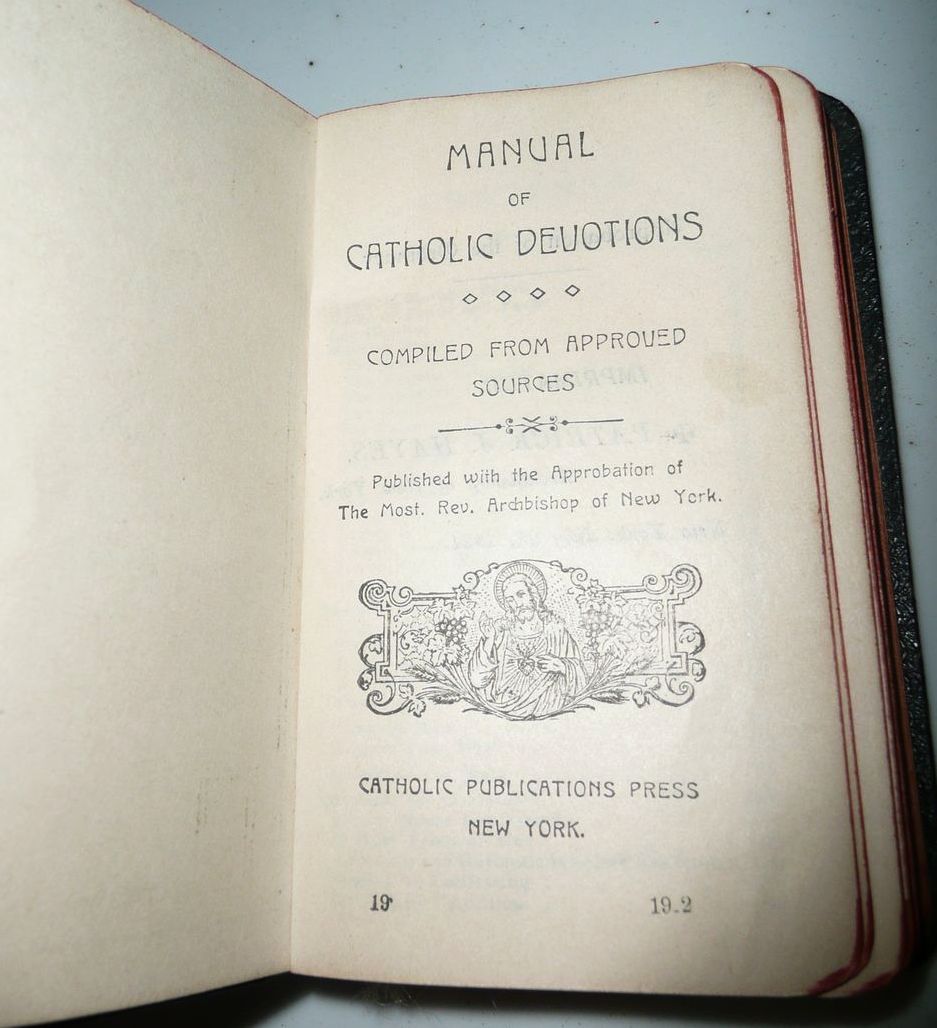 MANUAL
OF
CATHOLIC DEVOTIONS
COMPILED FROM APPROVED
SOURCES
Published with the Approbation of
The Most. Rev. Archbishop of New York.
CATHOLIC PUBLICATIONS PRESS
NEW YORK.
19 19.2